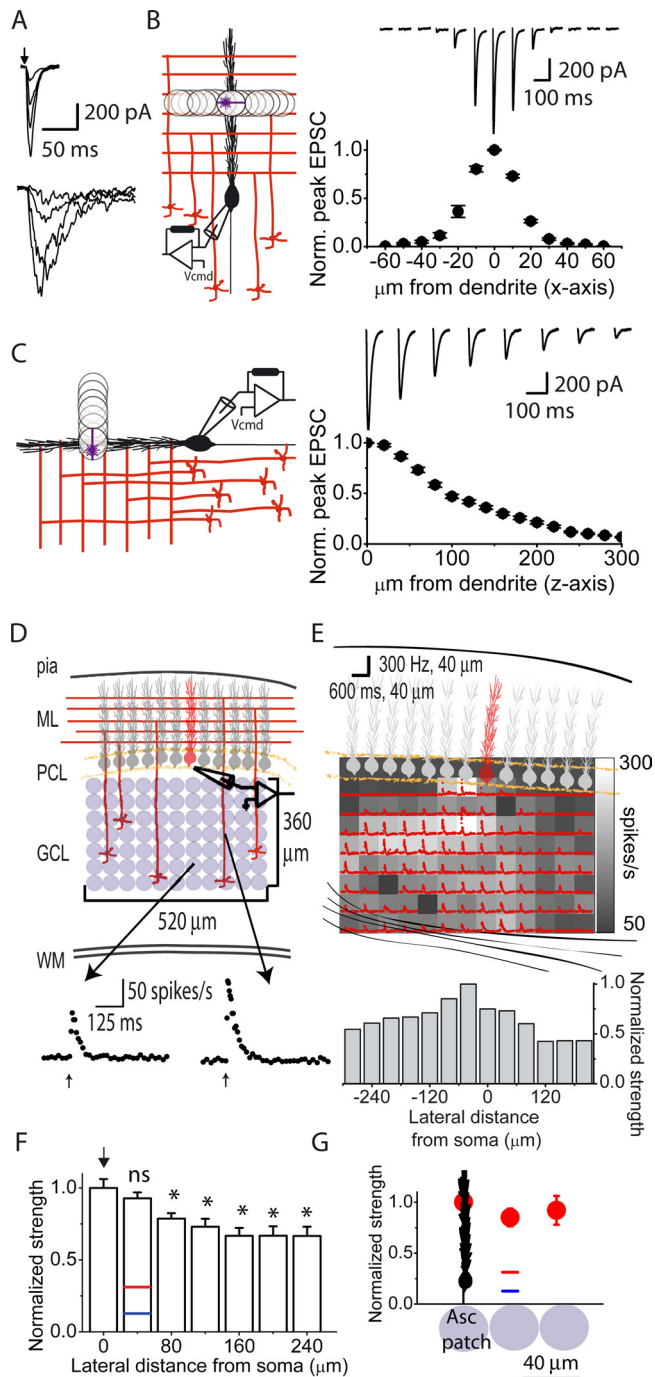 A
200 pA
50 ms
B
Vcmd
200 pA
100 ms
Norm. peak EPSC
1.0
0.5
0.0
-60 -40 -20 0 20 40 60
μm from dendrite (x-axis)
C
Vcmd
200 pA
100 ms
Norm. peak EPSC
1.0
0.5
0.0
0 100 200 300
μm from dendrite (z-axis)
D
pia
ML
PCL
GCL
360
μm
520 μm
WM
50 spikes/s
125 ms
E
300 Hz, 40 μm
600 ms, 40 μm
300
spikes/s
50
Normalized strength
1.0
0.5
0.0
-240 -120 0 120
Lateral distance
from soma (μm)
F
ns
* * * * *
Normalized strength
1.0
0.5
0.0
0 80 160 240
Lateral distance from soma (μm)
G
Normalized strength
1.0
0.5
0.0
Asc
patch
40 μm